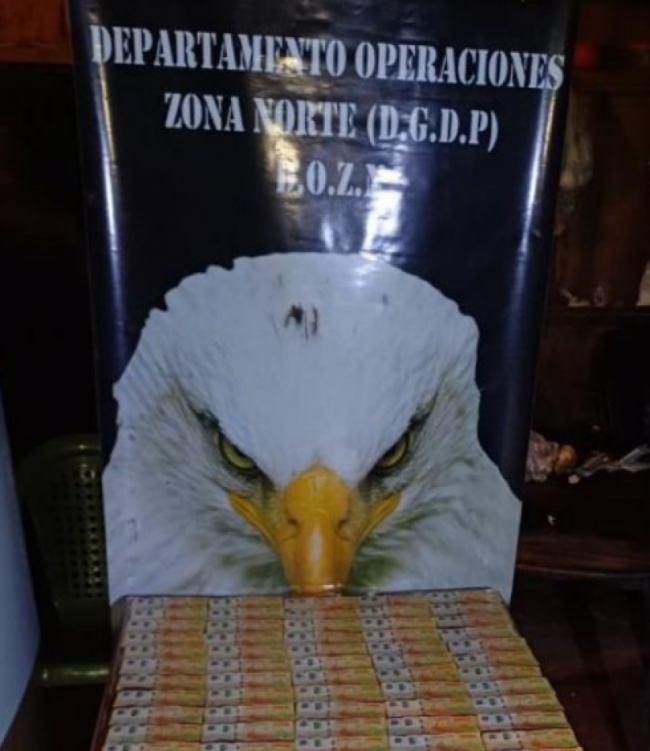 DEPARTAMENTO OPERACIONES
ZONA NORTE (D.G.D.P)